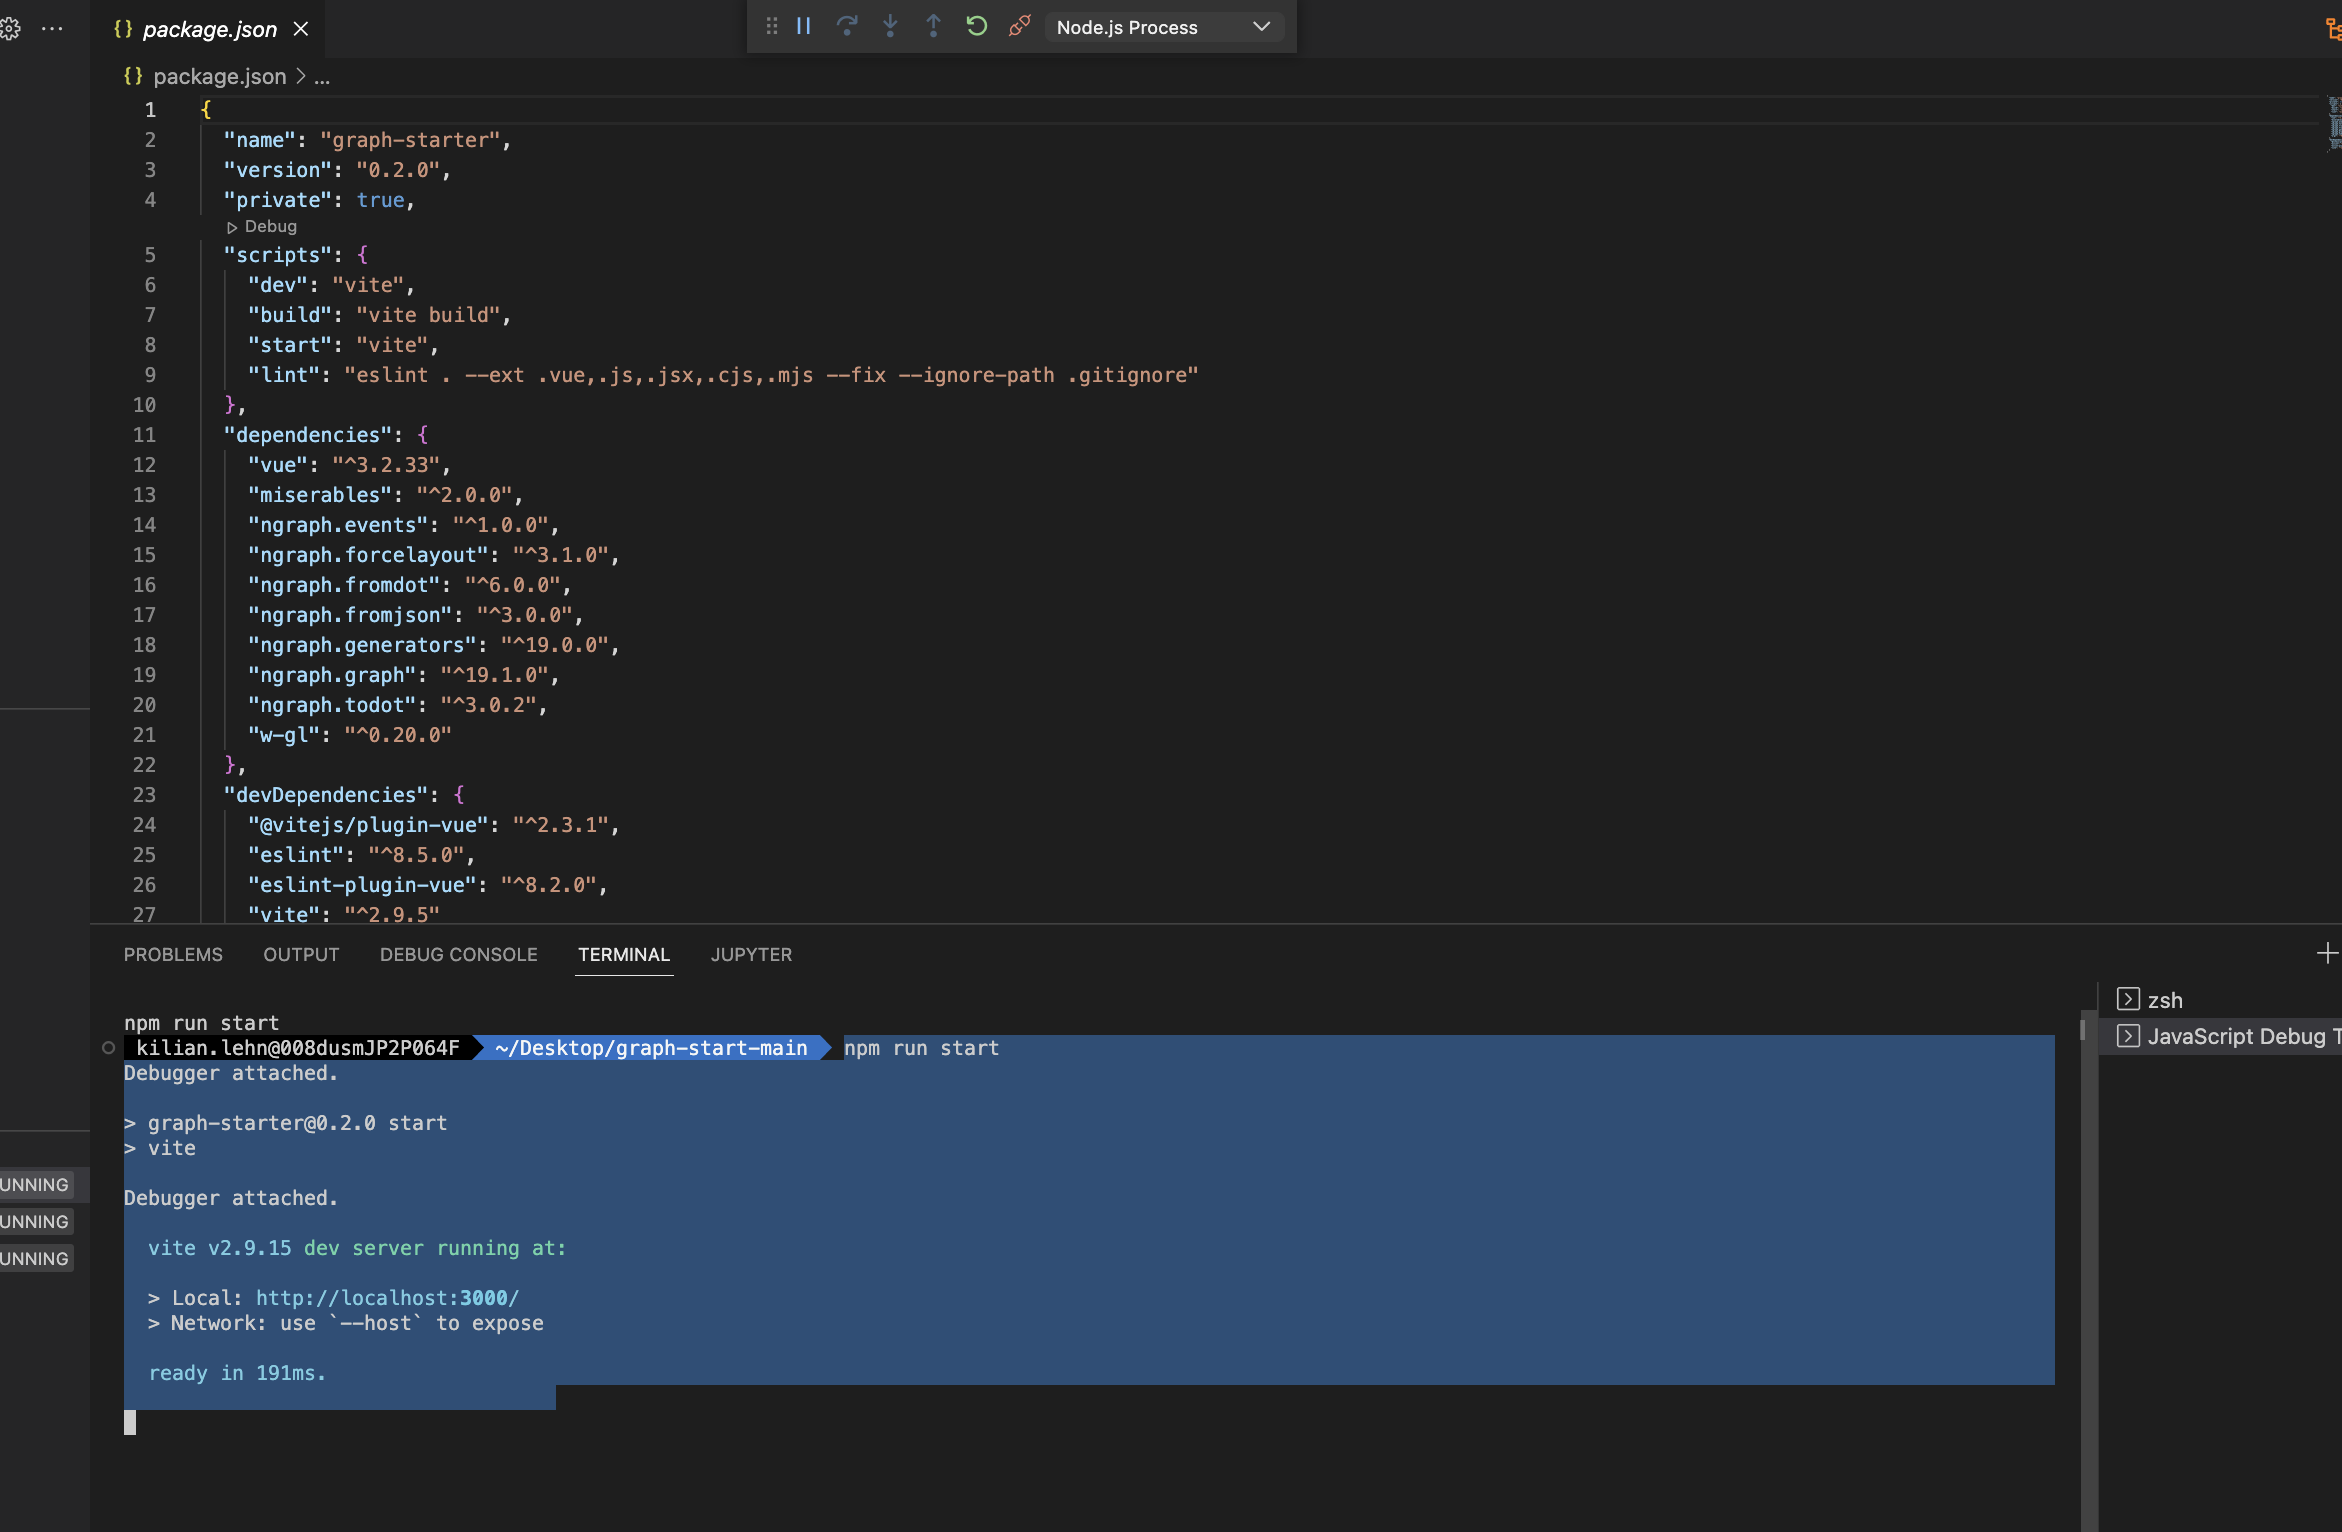 {} package.json
Node.js Process
{} package.json > ...
1 {
2 "name": "graph-starter",
3 "version": "0.2.0",
4 "private": true,
Debug
5 "scripts": {
6 "dev": "vite",
7 "build": "vite build",
8 "start": "vite",
9 "lint": "eslint . --ext .vue,.js,.jsx,.cjs,.mjs --fix --ignore-path .gitignore"
10 },
11 "dependencies": {
12 "vue": "^3.2.33",
13 "miserables": "^2.0.0",
14 "ngraph.events": "^1.0.0",
15 "ngraph.forcelayout": "^3.1.0",
16 "ngraph.fromdot": "^6.0.0",
17 "ngraph.fromjson": "^3.0.0",
18 "ngraph.generators": "^19.0.0",
19 "ngraph.graph": "^19.1.0",
20 "ngraph.todot": "^3.0.2",
21 "w-gl": "^0.20.0"
22 },
23 "devDependencies": {
24 "@vitejs/plugin-vue": "^2.3.1",
25 "eslint": "^8.5.0",
26 "eslint-plugin-vue": "^8.2.0",
27 "vite": "^2.9.5"
PROBLEMS OUTPUT DEBUG CONSOLE TERMINAL JUPYTER
npm run start
kilian.lehn@008dusmJP2P064F ~/Desktop/graph-start-main npm run start
Debugger attached.
> graph-starter@0.2.0 start
> vite
Debugger attached.
vite v2.9.15 dev server running at:
> Local: http://localhost:3000/
> Network: use `--host` to expose
ready in 191ms.
zsh
JavaScript Debug T
UNNING
UNNING
UNNING